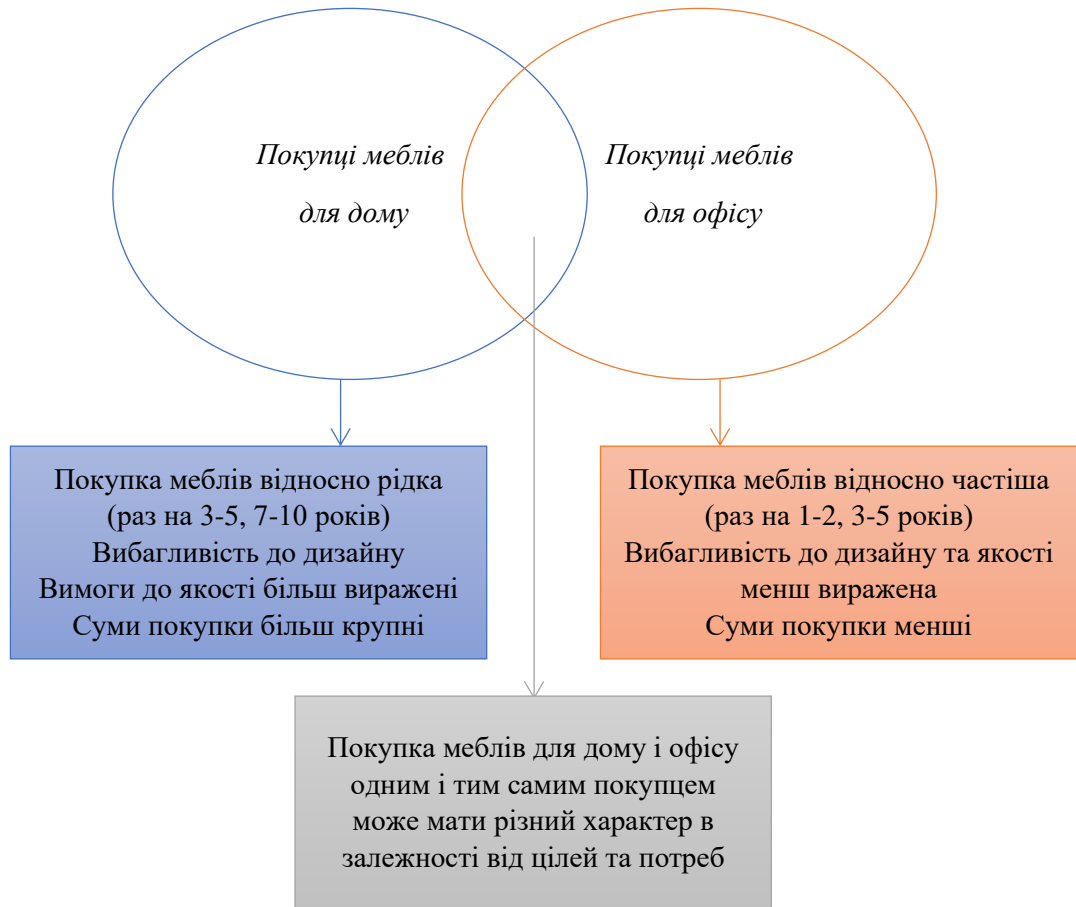 Покупці меблів
для дому
Покупці меблів
для офісу
Покупка меблів відносно рідка
(раз на 3-5, 7-10 років)
Вибагливість до дизайну
Вимоги до якості більш виражені
Суми покупки більш крупні
Покупка меблів відносно частіша
(раз на 1-2, 3-5 років)
Вибагливість до дизайну та якості
менш виражена
Суми покупки менші
Покупка меблів для дому і офісу
одним і тим самим покупцем
може мати різний характер в
залежності від цілей та потреб